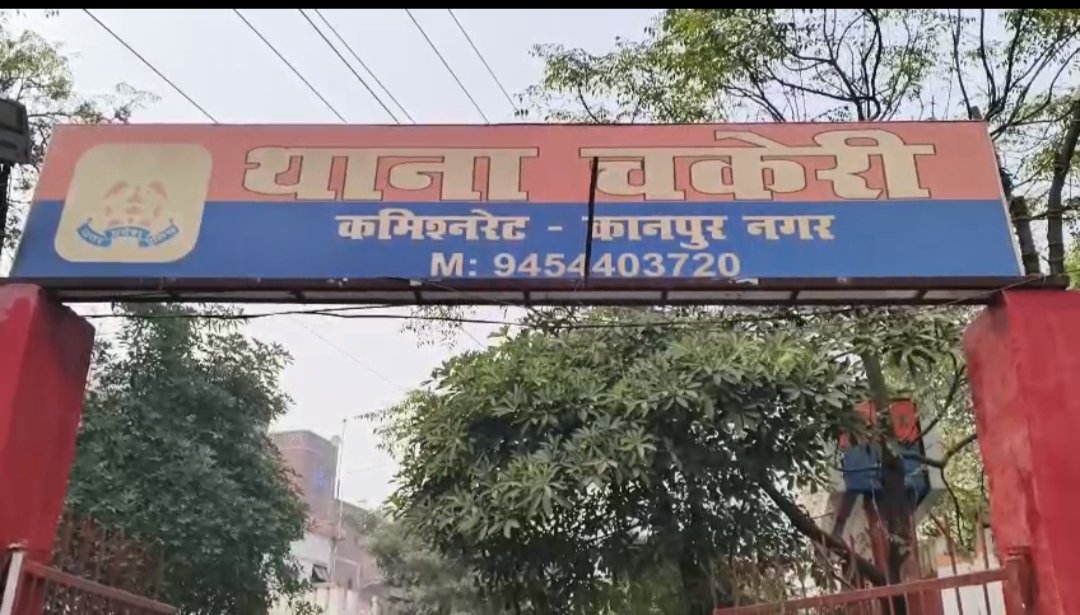 थाना चकेरी
कमिश्नरेट - कानपुर नगर
M: 9454403720